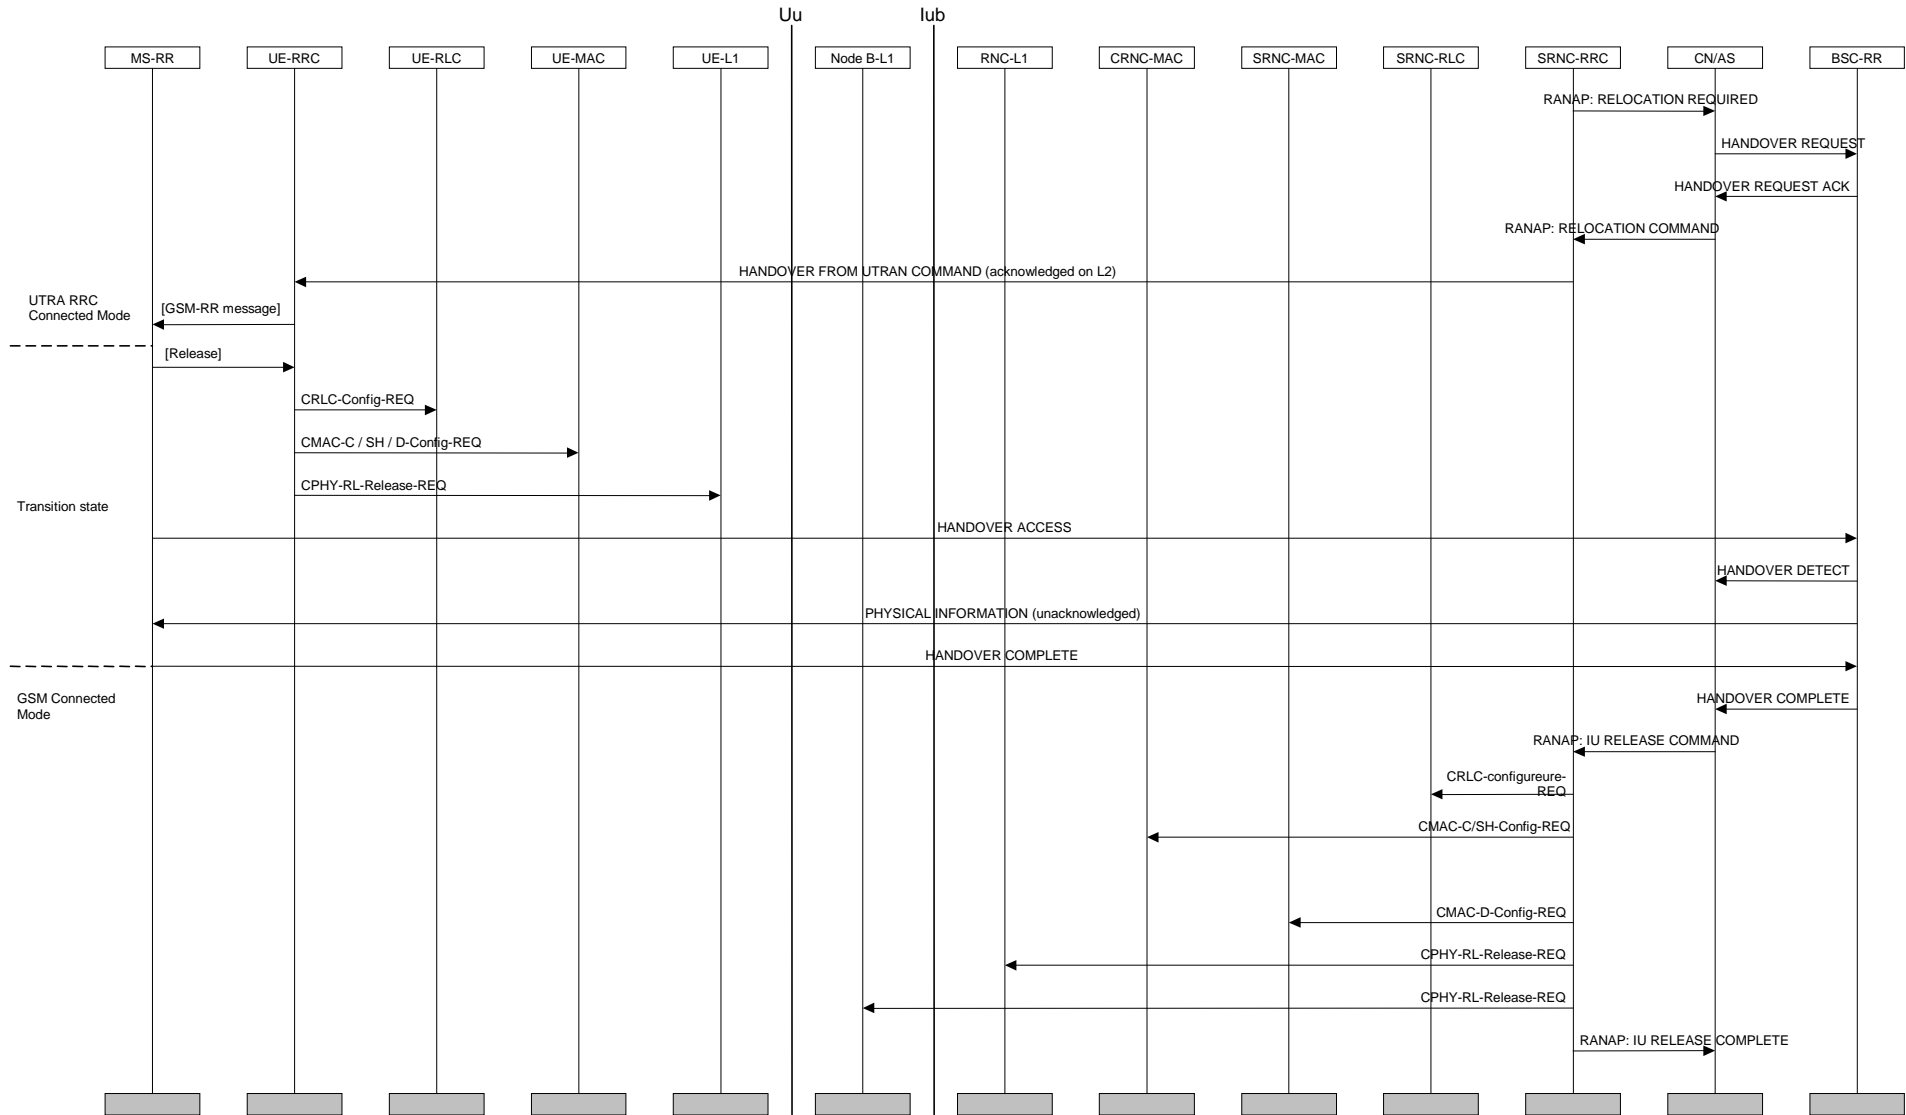 Uu
Iub
MS-RR
UE-RRC
UE-RLC
UE-MAC
UE-L1
Node B-L1
RNC-L1
CRNC-MAC
SRNC-MAC
SRNC-RLC
SRNC-RRC
CN/AS
BSC-RR
RANAP: RELOCATION REQUIRED
HANDOVER REQUEST
HANDOVER REQUEST ACK
RANAP: RELOCATION COMMAND
HANDOVER FROM UTRAN COMMAND (acknowledged on L2)
UTRA RRC
Connected Mode
[GSM-RR message]
[Release]
CRLC-Config-REQ
CMAC-C / SH / D-Config-REQ
CPHY-RL-Release-REQ
Transition state
HANDOVER ACCESS
HANDOVER DETECT
PHYSICAL INFORMATION (unacknowledged)
HANDOVER COMPLETE
GSM Connected
Mode
HANDOVER COMPLETE
RANAP: IU RELEASE COMMAND
CRLC-configureure-
REQ
CMAC-C/SH-Config-REQ
CMAC-D-Config-REQ
CPHY-RL-Release-REQ
CPHY-RL-Release-REQ
RANAP: IU RELEASE COMPLETE